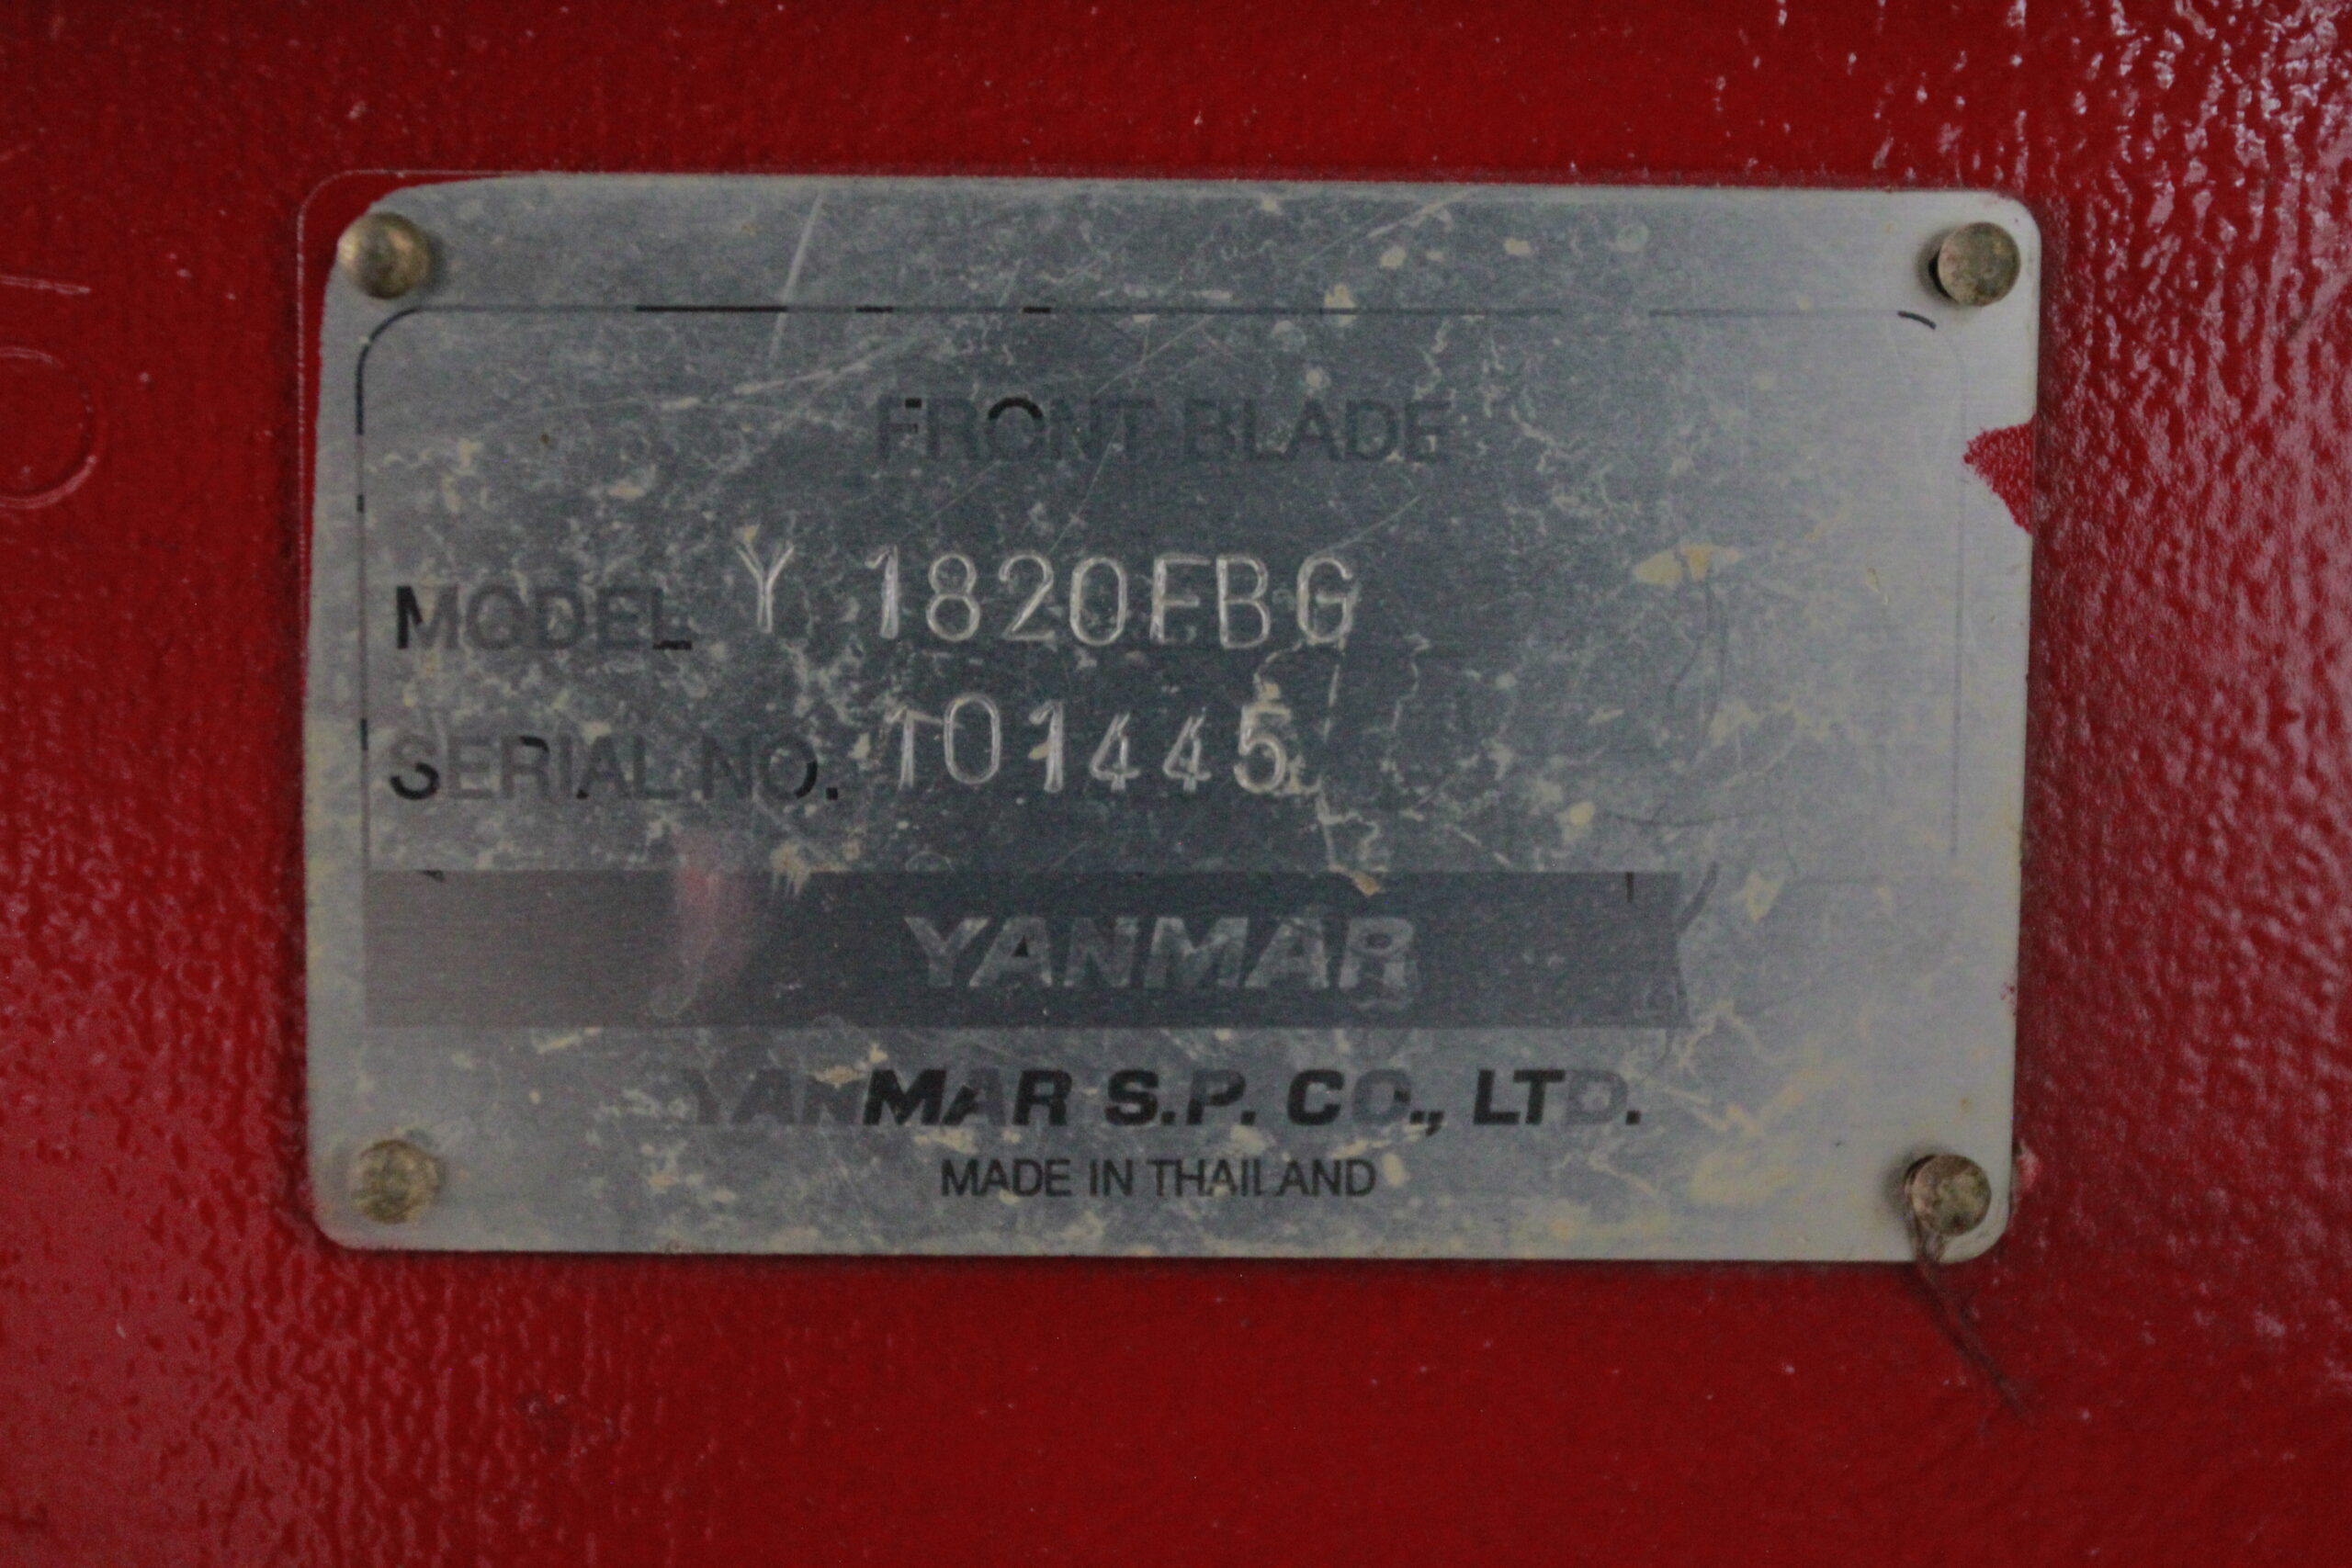 FRONT BLADE
MODEL Y 1820FBG
SERIAL NO. 101445
YANMAR
YANMAR S.P. CO., LTD.
MADE IN THAILAND